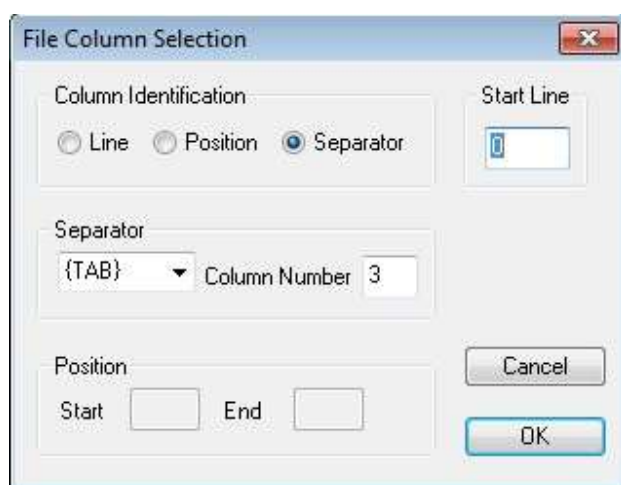 File Column Selection
Column Identification
Line Position Separator
Start Line
0
Separator
{TAB} Column Number 3
Position
Start End
Cancel
OK